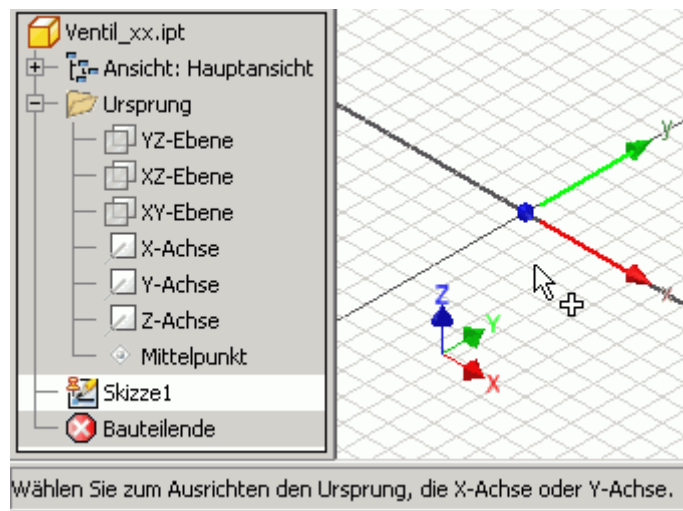 Ventil_xx.ipt
Ansicht: Hauptansicht
Ursprung
YZ-Ebene
XZ-Ebene
XY-Ebene
X-Achse
Y-Achse
Z-Achse
Mittelpunkt
Skizze1
Bauteilende
y
x
Z
Y
X
Wählen Sie zum Ausrichten den Ursprung, die X-Achse oder Y-Achse.